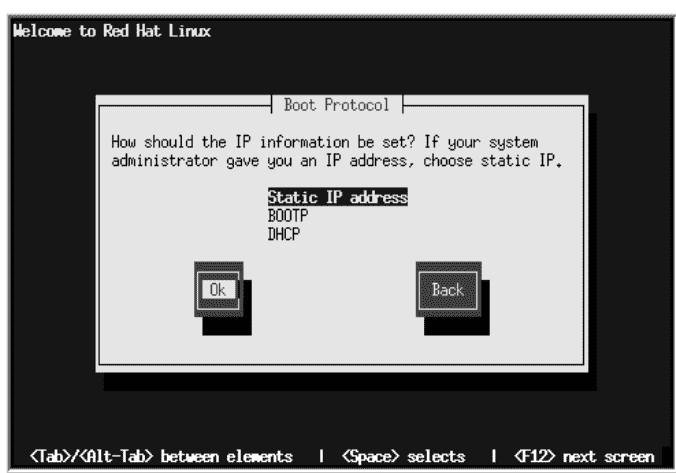 Welcome to Red Hat Linux
Boot Protocol
How should the IP information be set? If your system
administrator gave you an IP address, choose static IP.
Static IP address
BOOTP
DHCP
Ok Back
<Tab>/<Alt-Tab> between elements | <Space> selects | <F12> next screen